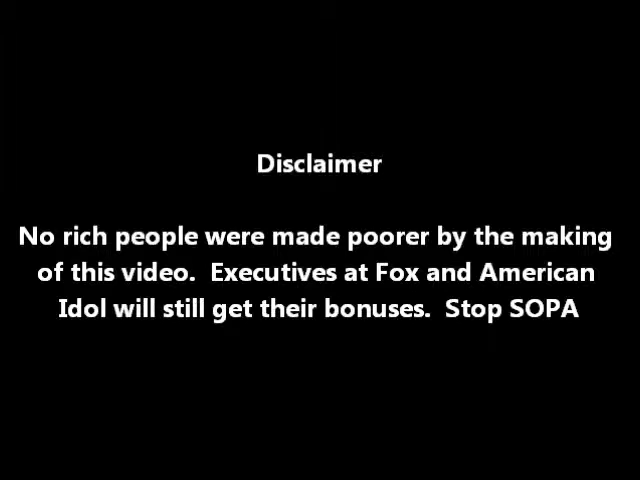 Disclaimer
No rich people were made poorer by the making
of this video.  Executives at Fox and American
Idol will still get their bonuses.  Stop SOPA